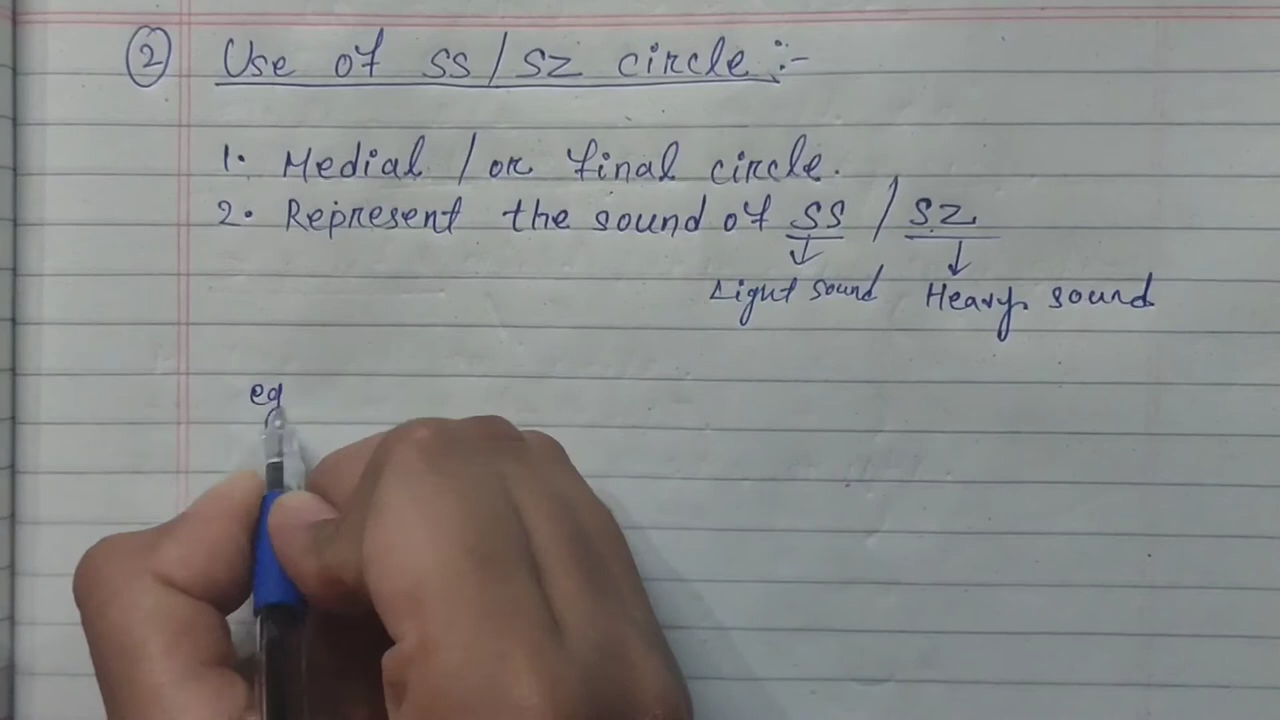 ② Use of ss / sz circle :-
1. Medial / or final circle.
2. Represent the sound of ss / sz
↓ ↓
Light sound Heavy sound
eg